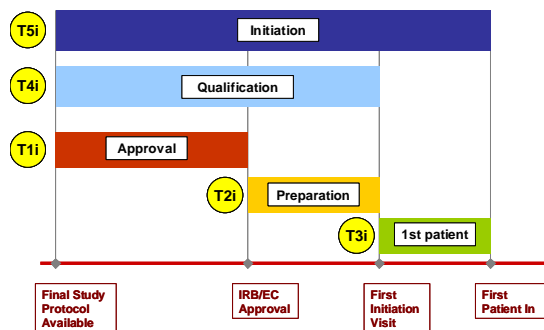 T5i
Initiation
T4i
Qualification
T1i
Approval
T2i
Preparation
T3i
1st patient
Final Study
Protocol
Available
IRB/EC
Approval
First
Initiation
Visit
First
Patient In